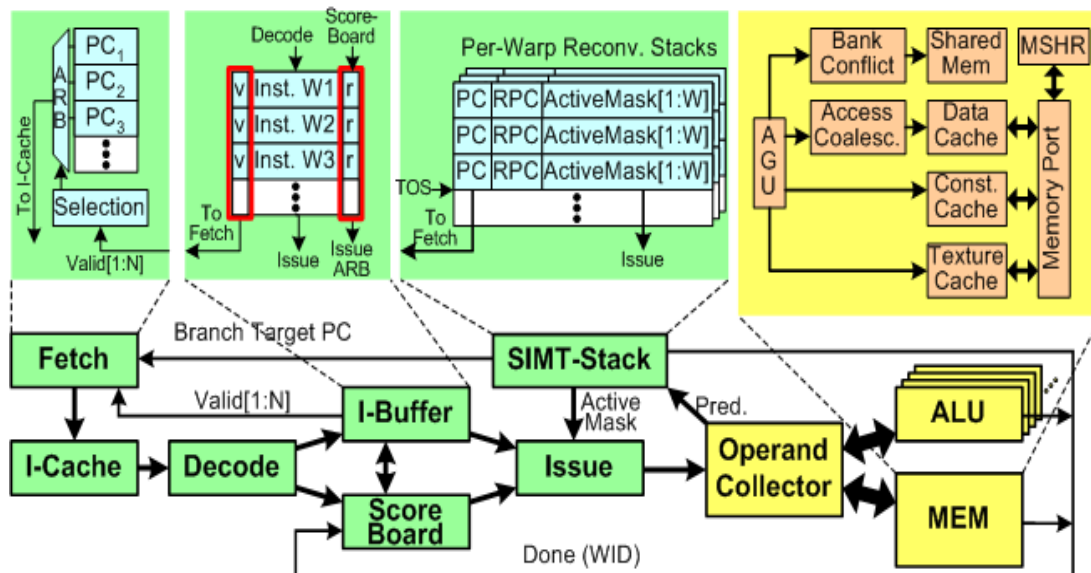 To I-Cache
ARB
PC1
PC2
PC3
Selection
Valid[1:N]
Decode
Score-
Board
v Inst. W1 r
v Inst. W2 r
v Inst. W3 r
To
Fetch
Issue
Issue
ARB
Per-Warp Reconv. Stacks
PC RPC ActiveMask[1:W]
PC RPC ActiveMask[1:W]
PC RPC ActiveMask[1:W]
TOS
To
Fetch
Issue
AGU
Bank
Conflict
Shared
Mem
MSHR
Access
Coalesc.
Data
Cache
Const.
Cache
Texture
Cache
Memory Port
Branch Target PC
Fetch
SIMT-Stack
Valid[1:N]
I-Buffer
Active
Mask
Pred.
ALU
I-Cache
Decode
Issue
Operand
Collector
Score
Board
MEM
Done (WID)